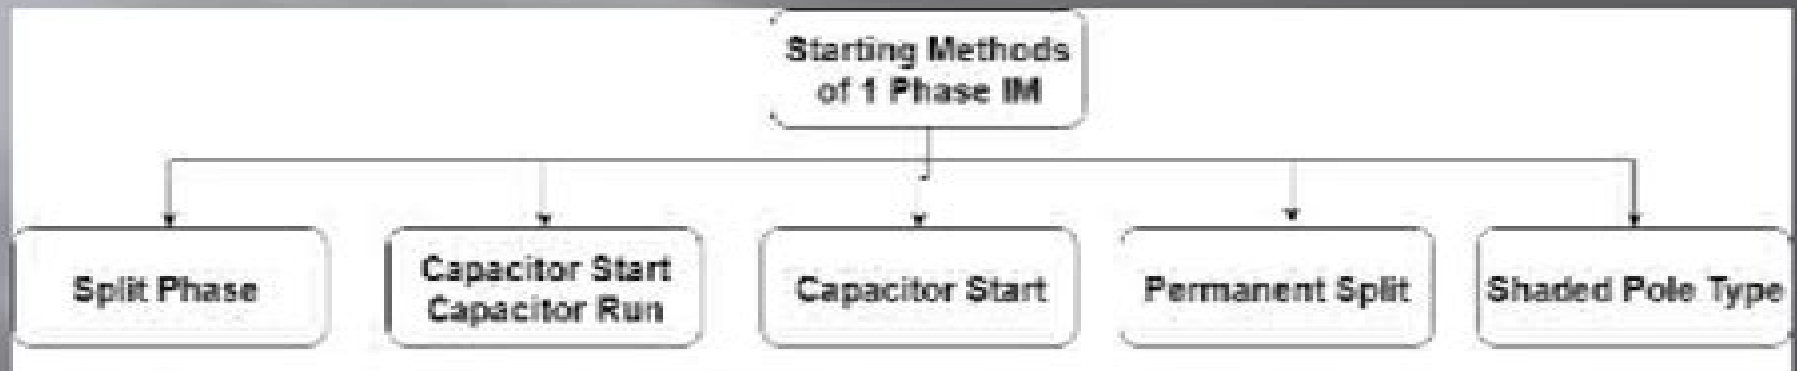 Starting Methods
of 1 Phase IM
Split Phase
Capacitor Start
Capacitor Run
Capacitor Start
Permanent Split
Shaded Pole Type